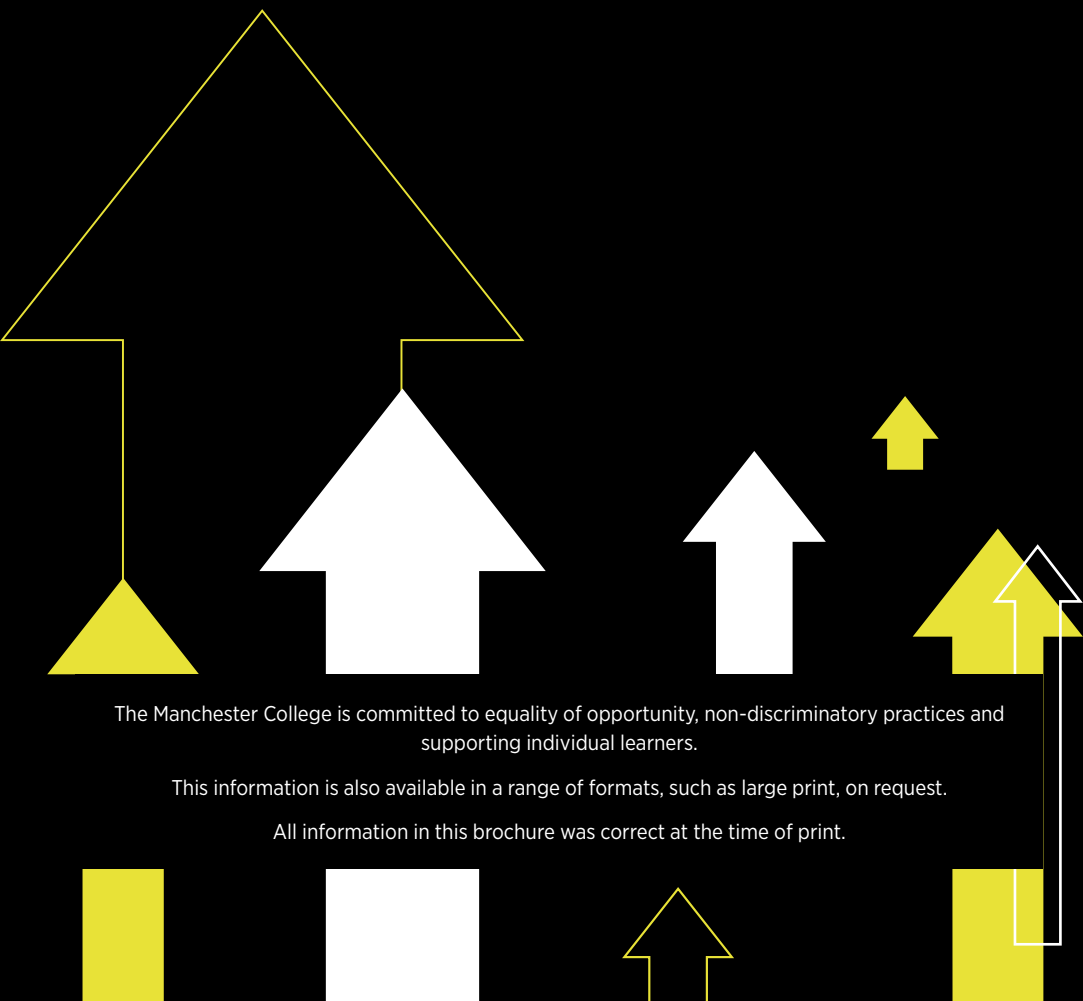 The Manchester College is committed to equality of opportunity, non-discriminatory practices and
supporting individual learners.
This information is also available in a range of formats, such as large print, on request.
All information in this brochure was correct at the time of print.